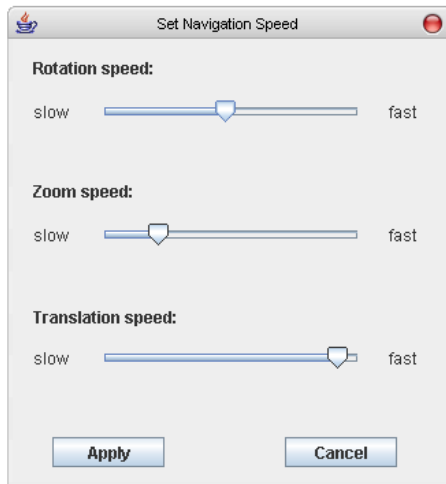 Set Navigation Speed
Rotation speed:
slow fast
Zoom speed:
slow fast
Translation speed:
slow fast
Apply Cancel